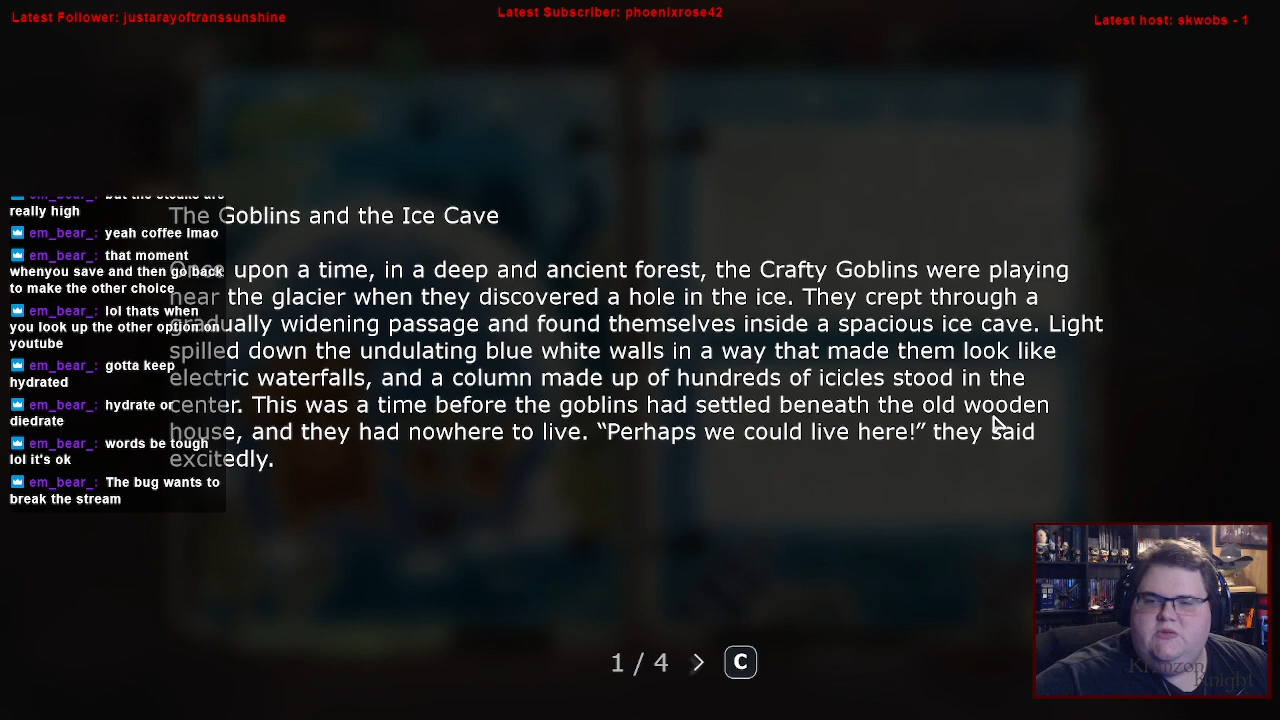 Latest Follower: justarayoftranssunshine
Latest Subscriber: phoenixrose42
Latest host: skwobs - 1
em_bear_: but the steaks are
really high
em_bear_: yeah coffee lmao
em_bear_: that moment
whenyou save and then go back
to make the other choice
em_bear_: lol thats when
you look up the other option on
youtube
em_bear_: gotta keep
hydrated
em_bear_: hydrate or
diedrate
em_bear_: words be tough
lol it's ok
em_bear_: The bug wants to
break the stream
The Goblins and the Ice Cave
Once upon a time, in a deep and ancient forest, the Crafty Goblins were playing
near the glacier when they discovered a hole in the ice. They crept through a
gradually widening passage and found themselves inside a spacious ice cave. Light
spilled down the undulating blue white walls in a way that made them look like
electric waterfalls, and a column made up of hundreds of icicles stood in the
center. This was a time before the goblins had settled beneath the old wooden
house, and they had nowhere to live. “Perhaps we could live here!” they said
excitedly.
1 / 4 > C
Krimzon
Knight